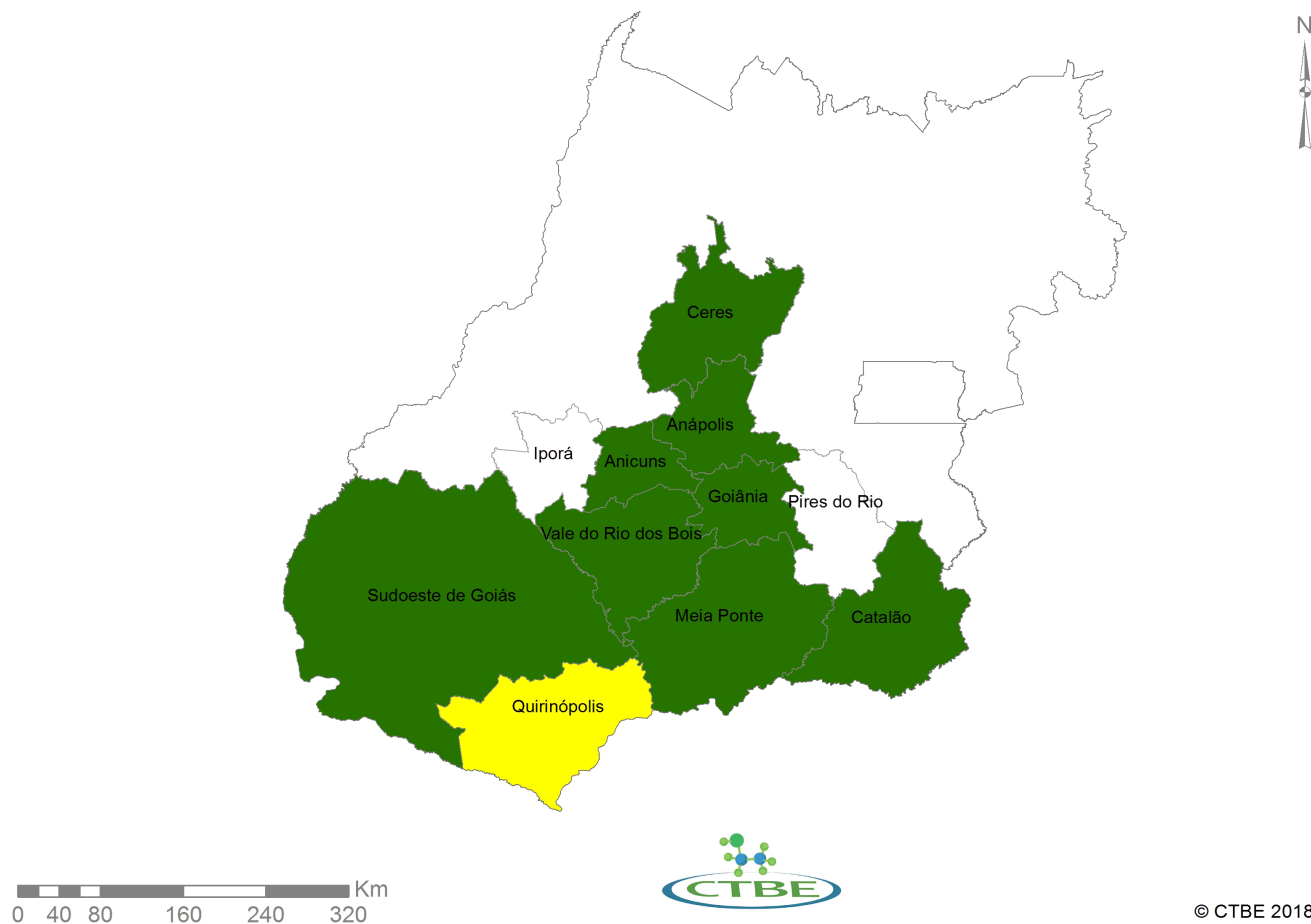 N
Ceres
Anápolis
Iporá
Anicuns
Goiânia
Pires do Rio
Vale do Rio dos Bois
Sudoeste de Goiás
Meia Ponte
Catalão
Quirinópolis
CTBE
Km
0 40 80 160 240 320
© CTBE 2018